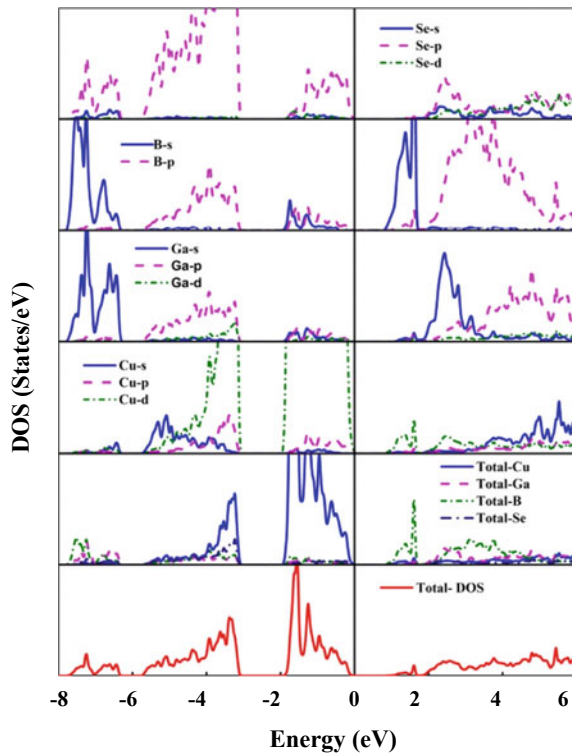 Se-s
Se-p
Se-d
B-s
B-p
Ga-s
Ga-p
Ga-d
Cu-s
Cu-p
Cu-d
Total-Cu
Total-Ga
Total-B
Total-Se
Total- DOS
DOS (States/eV)
-8 -6 -4 -2 0 2 4 6
Energy (eV)